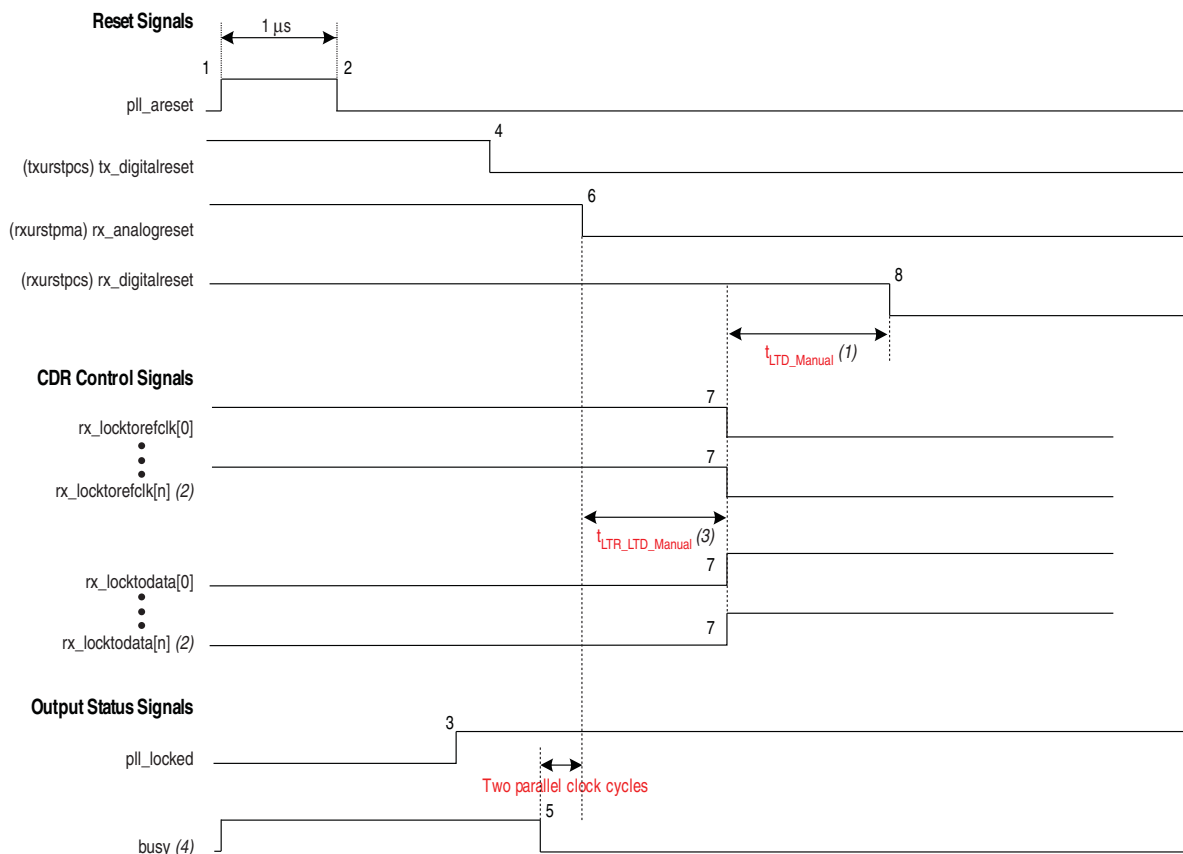 Reset Signals
1 μs
1
2
pll_areset
4
(txurstpcs) tx_digitalreset
6
(rxurstpma) rx_analogreset
(rxurstpcs) rx_digitalreset
8
tLTD_Manual (1)
CDR Control Signals
7
rx_locktorefclk[0]
7
rx_locktorefclk[n] (2)
tLTR_LTD_Manual (3)
7
rx_locktodata[0]
7
rx_locktodata[n] (2)
Output Status Signals
3
pll_locked
Two parallel clock cycles
5
busy (4)